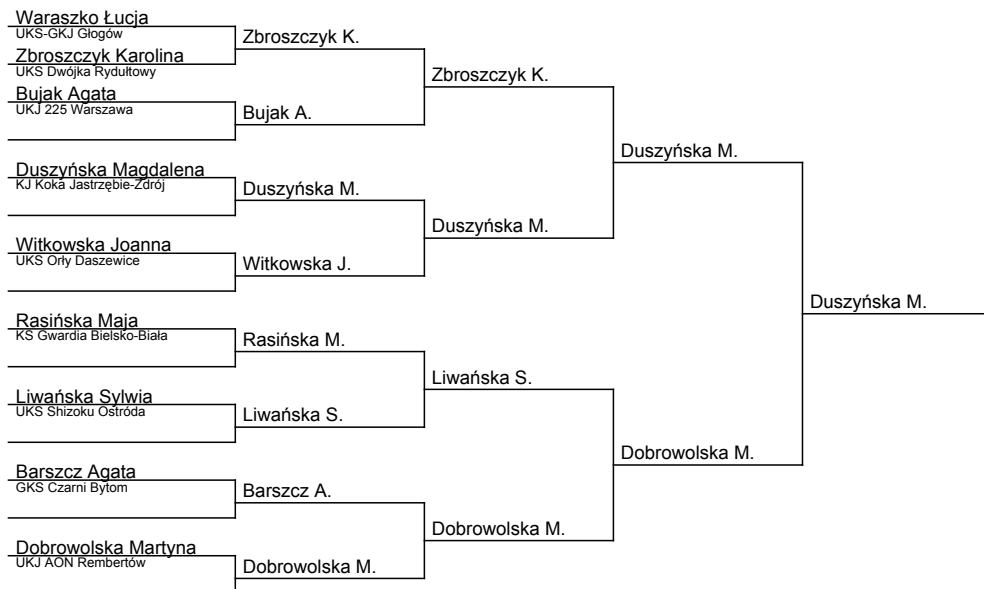 Waraszko Łucja
UKS-GKJ Głogów
Zbroszczyk Karolina
UKS Dwójka Rydułtowy
Bujak Agata
UKJ 225 Warszawa
Duszyńska Magdalena
KJ Koka Jastrzębie-Zdrój
Witkowska Joanna
UKS Orły Daszewice
Rasińska Maja
KS Gwardia Bielsko-Biała
Liwańska Sylwia
UKS Shizoku Ostróda
Barszcz Agata
GKS Czarni Bytom
Dobrowolska Martyna
UKJ AON Rembertów
Zbroszczyk K.
Bujak A.
Duszyńska M.
Witkowska J.
Rasińska M.
Liwańska S.
Barszcz A.
Dobrowolska M.
Zbroszczyk K.
Duszyńska M.
Liwańska S.
Dobrowolska M.
Duszyńska M.
Dobrowolska M.
Duszyńska M.